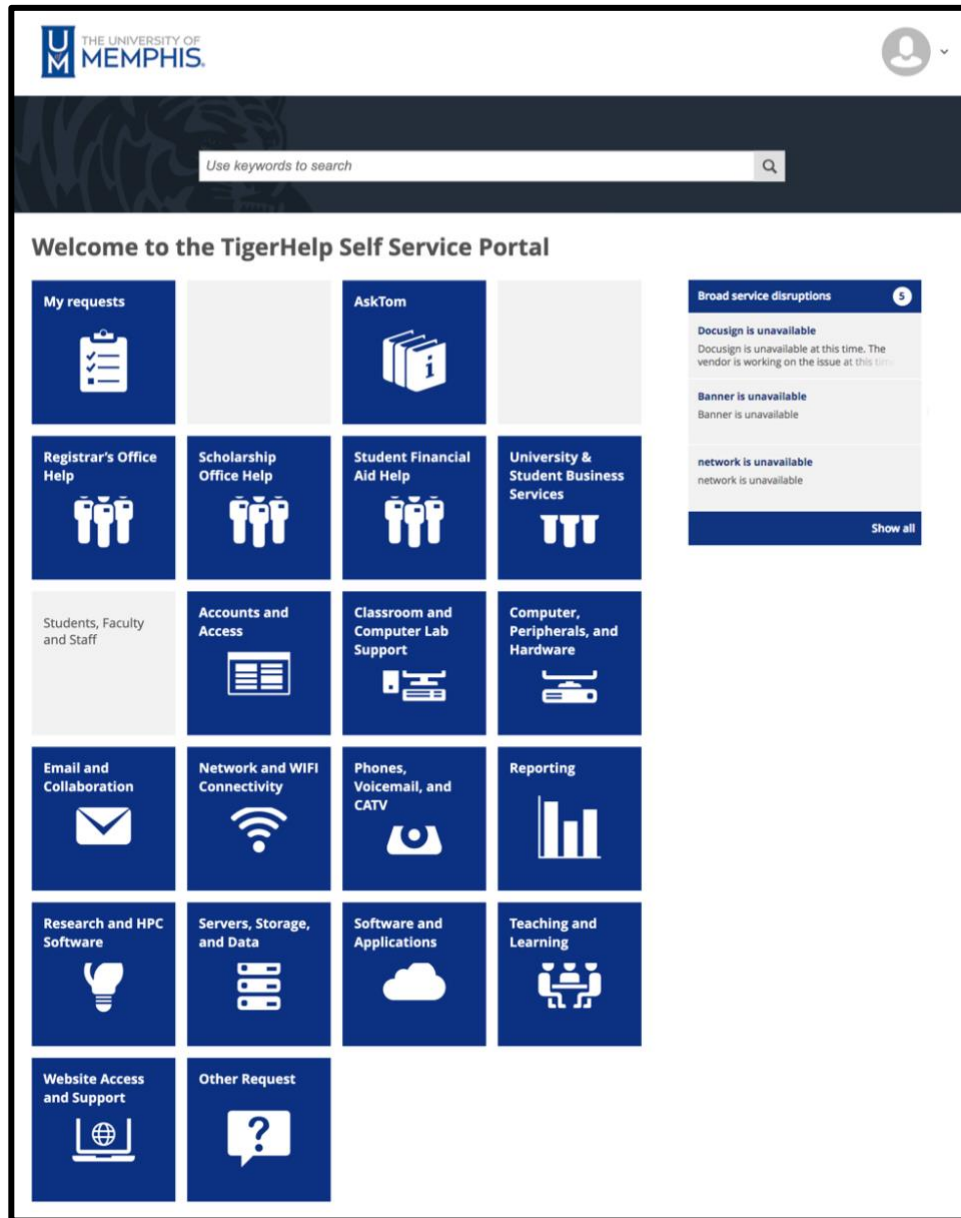 UM THE UNIVERSITY OF
MEMPHIS.
Use keywords to search
Welcome to the TigerHelp Self Service Portal
My requests
AskTom
i
Registrar's Office
Help
Scholarship
Office Help
Student Financial
Aid Help
University &
Student Business
Services
Students, Faculty
and Staff
Accounts and
Access
Classroom and
Computer Lab
Support
Computer,
Peripherals, and
Hardware
Email and
Collaboration
Network and WIFI
Connectivity
Phones,
Voicemail, and
CATV
Reporting
Research and HPC
Software
Servers, Storage,
and Data
Software and
Applications
Teaching and
Learning
Website Access
and Support
Other Request
?
Broad service disruptions 5
Docusign is unavailable
Docusign is unavailable at this time. The
vendor is working on the issue at this time
Banner is unavailable
Banner is unavailable
network is unavailable
network is unavailable
Show all